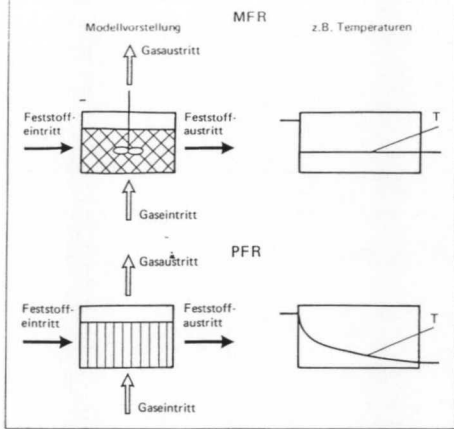 MFR
Modellvorstellung
z.B. Temperaturen
Gasaustritt
Feststoff-
eintritt
Feststoff-
austritt
T
Gaseintritt
PFR
Gasaustritt
Feststoff-
eintritt
Feststoff-
austritt
T
Gaseintritt